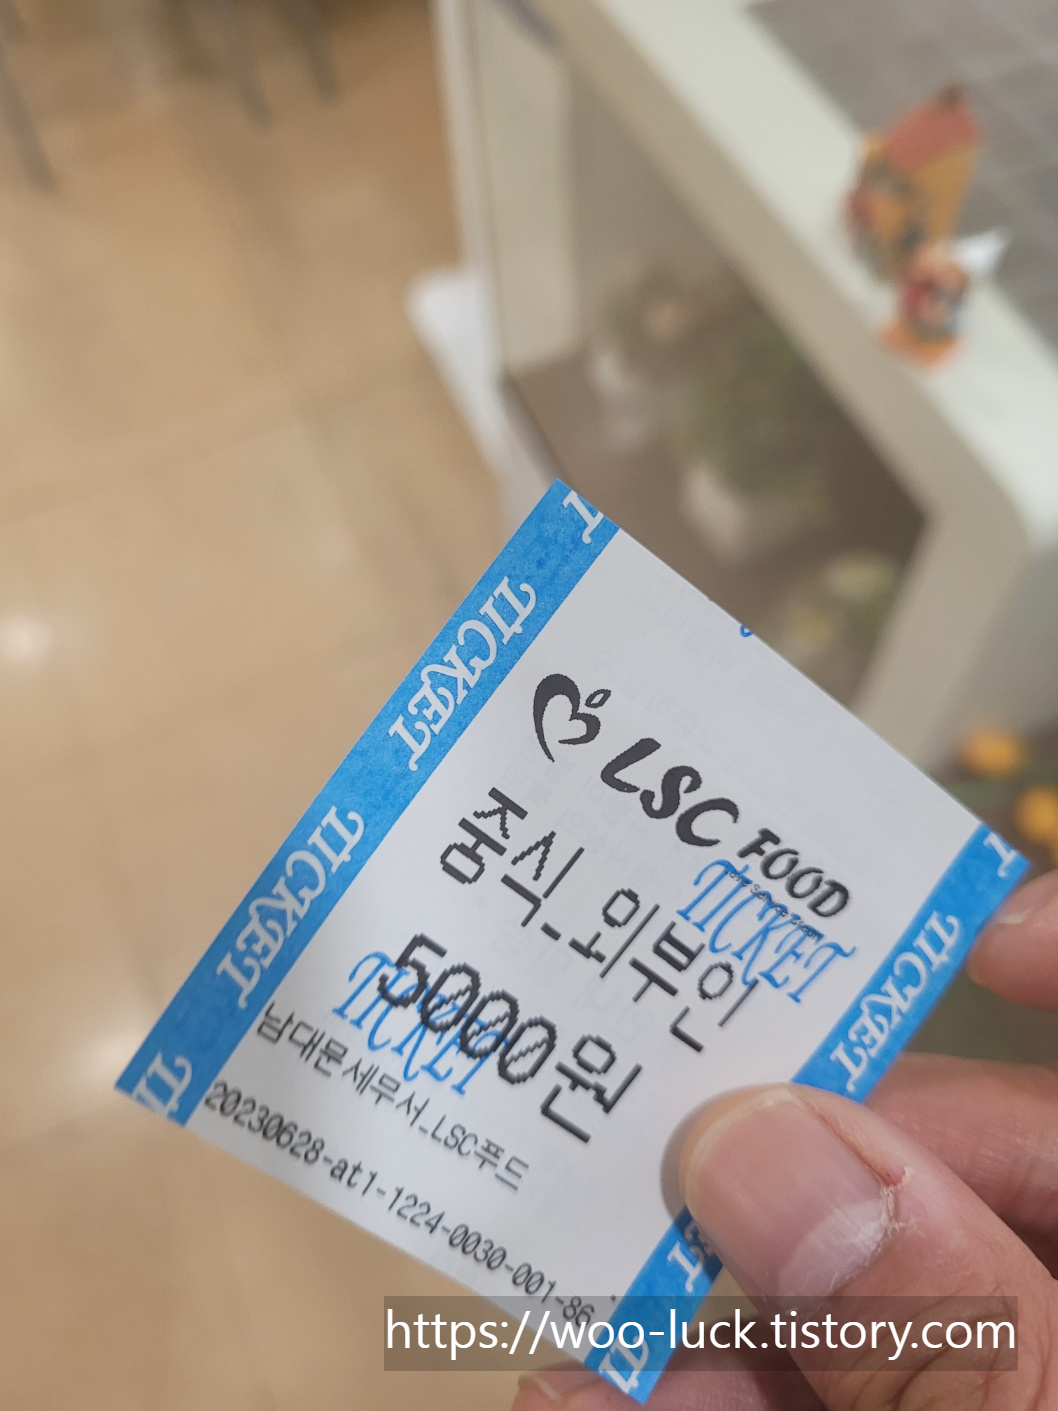 LSC FOOD
중식_외부인
5000원
남대문세무서_LSC푸드
20230628-at1-1224-0030-001-86
TICKET
TICKET
TICKET
TICKET
TICKET
https://woo-luck.tistory.com